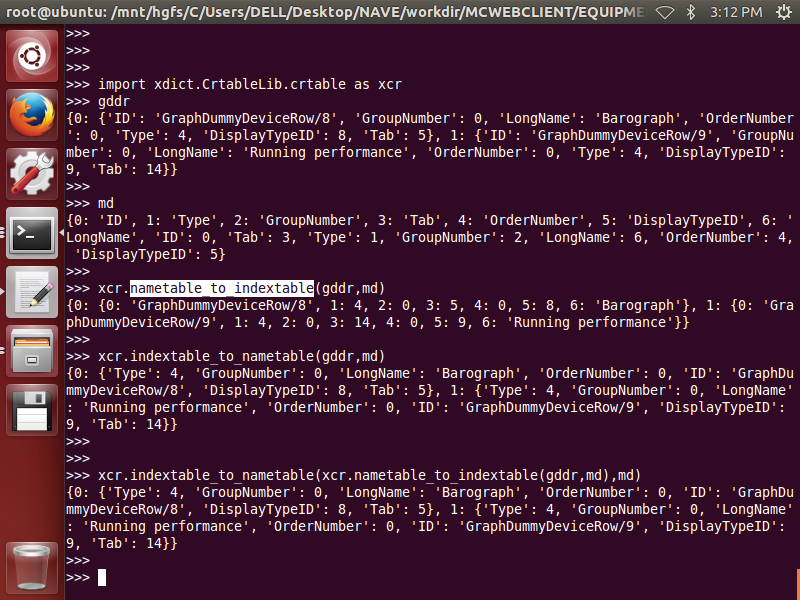 root@ubuntu: /mnt/hgfs/C/Users/DELL/Desktop/NAVE/workdir/MCWEBCLIENT/EQUIPME 3:12 PM
>>>
>>>
>>>
>>> import xdict.CrtableLib.crtable as xcr
>>> gddr
{0: {'ID': 'GraphDummyDeviceRow/8', 'GroupNumber': 0, 'LongName': 'Barograph', 'OrderNumber
': 0, 'Type': 4, 'DisplayTypeID': 8, 'Tab': 5}, 1: {'ID': 'GraphDummyDeviceRow/9', 'GroupNu
mber': 0, 'LongName': 'Running performance', 'OrderNumber': 0, 'Type': 4, 'DisplayTypeID':
9, 'Tab': 14}}
>>>
>>> md
{0: 'ID', 1: 'Type', 2: 'GroupNumber', 3: 'Tab', 4: 'OrderNumber', 5: 'DisplayTypeID', 6: '
LongName', 'ID': 0, 'Tab': 3, 'Type': 1, 'GroupNumber': 2, 'LongName': 6, 'OrderNumber': 4,
'DisplayTypeID': 5}
>>>
>>> xcr.nametable_to_indextable(gddr,md)
{0: {0: 'GraphDummyDeviceRow/8', 1: 4, 2: 0, 3: 5, 4: 0, 5: 8, 6: 'Barograph'}, 1: {0: 'Gra
phDummyDeviceRow/9', 1: 4, 2: 0, 3: 14, 4: 0, 5: 9, 6: 'Running performance'}}
>>>
>>> xcr.indextable_to_nametable(gddr,md)
{0: {'Type': 4, 'GroupNumber': 0, 'LongName': 'Barograph', 'OrderNumber': 0, 'ID': 'GraphDu
mmyDeviceRow/8', 'DisplayTypeID': 8, 'Tab': 5}, 1: {'Type': 4, 'GroupNumber': 0, 'LongName'
: 'Running performance', 'OrderNumber': 0, 'ID': 'GraphDummyDeviceRow/9', 'DisplayTypeID':
9, 'Tab': 14}}
>>>
>>>
>>> xcr.indextable_to_nametable(xcr.nametable_to_indextable(gddr,md),md)
{0: {'Type': 4, 'GroupNumber': 0, 'LongName': 'Barograph', 'OrderNumber': 0, 'ID': 'GraphDu
mmyDeviceRow/8', 'DisplayTypeID': 8, 'Tab': 5}, 1: {'Type': 4, 'GroupNumber': 0, 'LongName'
: 'Running performance', 'OrderNumber': 0, 'ID': 'GraphDummyDeviceRow/9', 'DisplayTypeID':
9, 'Tab': 14}}
>>>
>>>